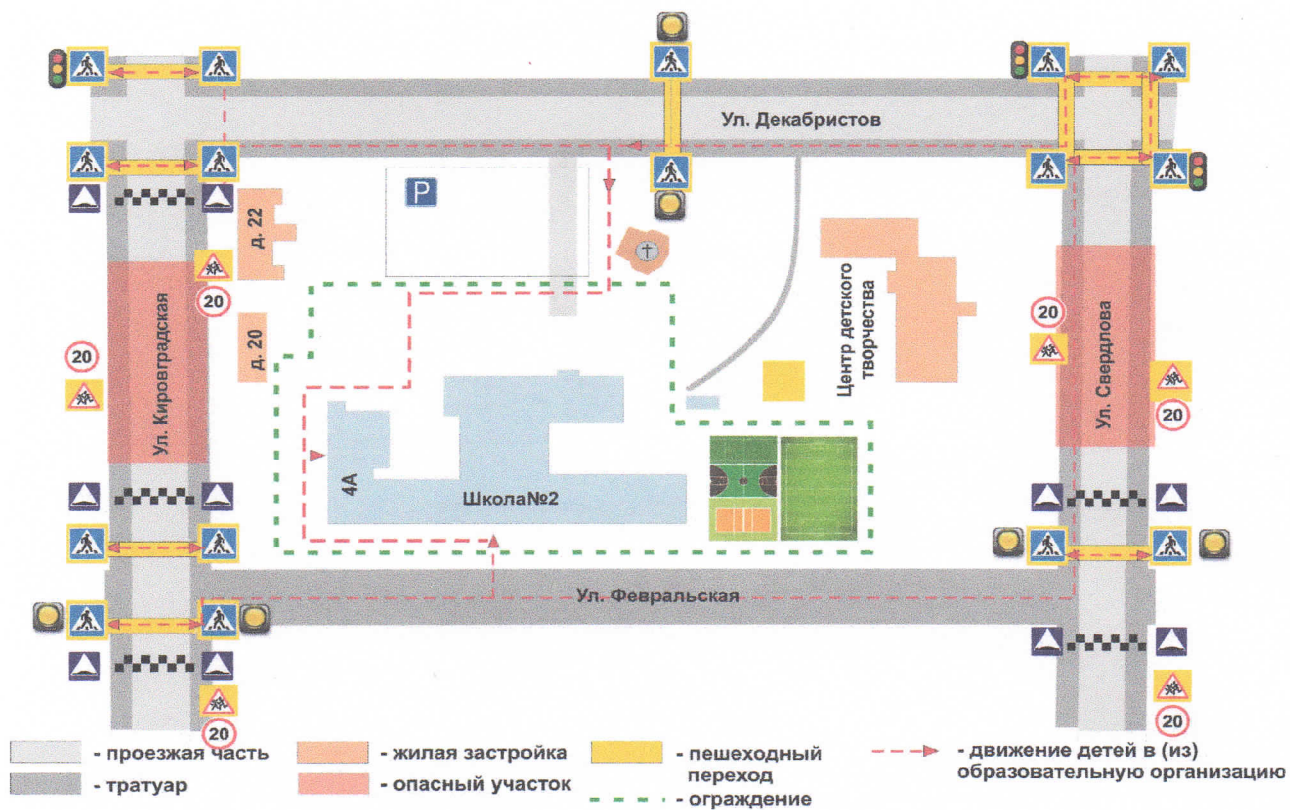 Ул. Декабристов
P
д. 22
20
20
д. 20
20
Ул. Кировградская
Центр детского
творчества
Ул. Свердлова
20
4А
Школа№2
Ул. Февральская
20
20
- проезжая часть
- тратуар
- жилая застройка
- опасный участок
- пешеходный
переход
- ограждение
- движение детей в (из)
образовательную организацию